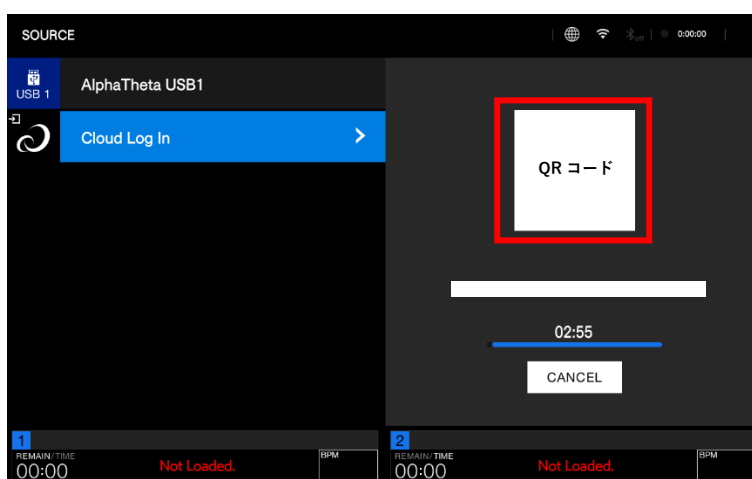 SOURCE
off
0:00:00
USB 1
AlphaTheta USB1
Cloud Log In
QR コード
02:55
CANCEL
1
REMAIN/TIME
00:00
Not Loaded.
BPM
2
REMAIN/TIME
00:00
Not Loaded.
BPM